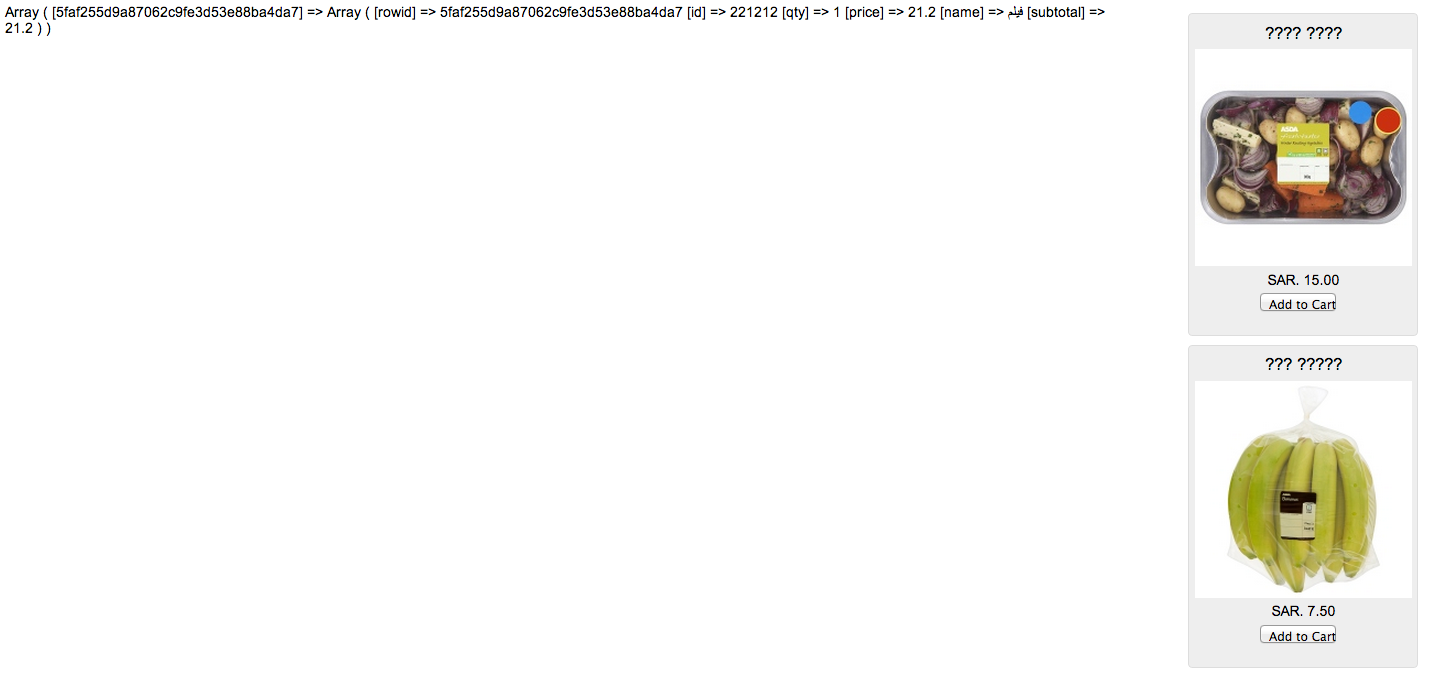 Array ( [5faf255d9a87062c9fe3d53e88ba4da7] => Array ( [rowid] => 5faf255d9a87062c9fe3d53e88ba4da7 [id] => 221212 [qty] => 1 [price] => 21.2 [name] => فيلم [subtotal] =>
21.2 ) )
???? ????
ASDA
SAR. 15.00
Add to Cart
??? ?????
SAR. 7.50
Add to Cart